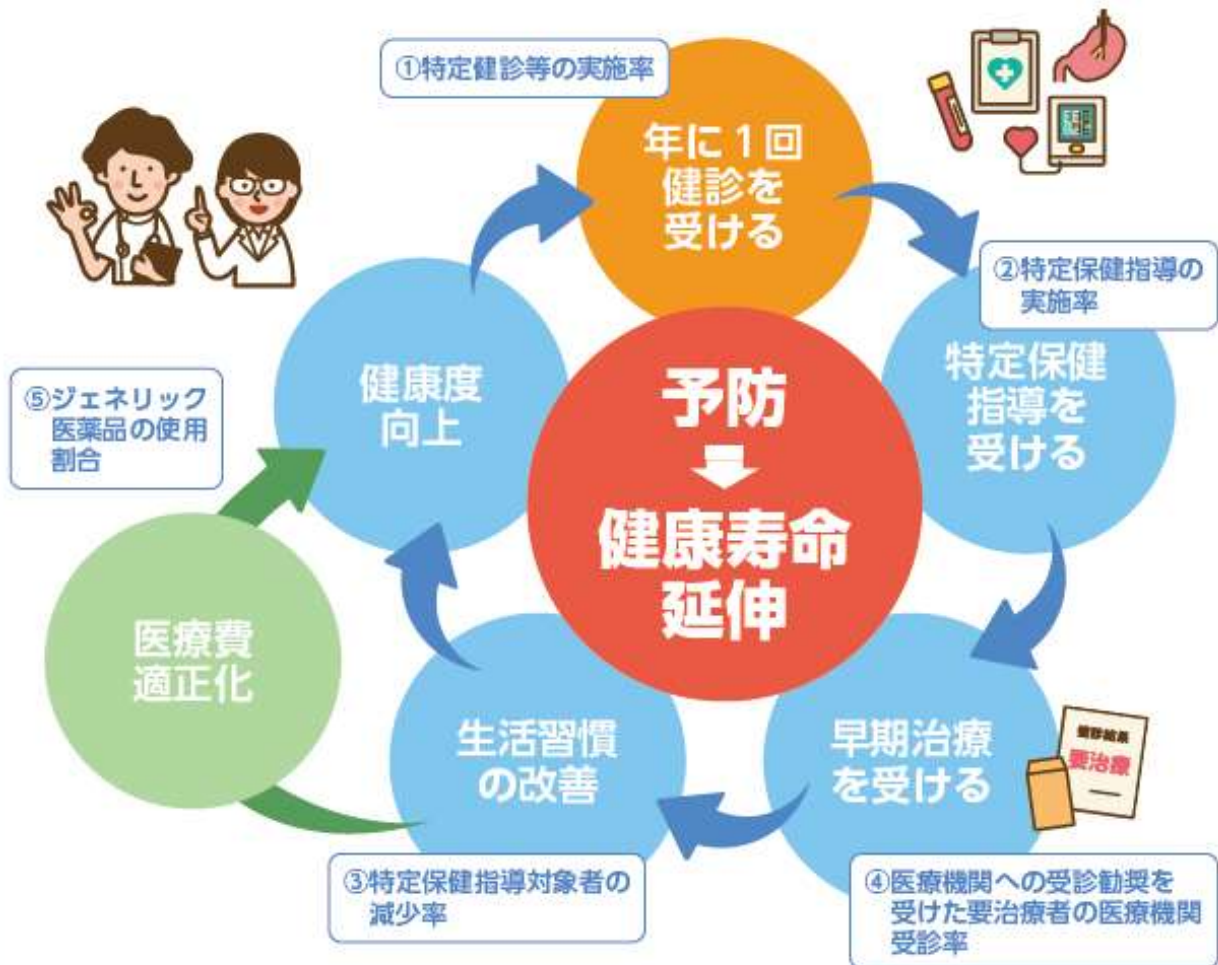 ①特定健診等の実施率
年に1回
健診を
受ける
②特定保健指導の
実施率
特定保健
指導を
受ける
健康度
向上
⑤ジェネリック
医薬品の使用
割合
予防
健康寿命
延伸
医療費
適正化
生活習慣
の改善
早期治療
を受ける
健診結果
要治療
③特定保健指導対象者の
減少率
④医療機関への受診勧奨を
受けた要治療者の医療機関
受診率